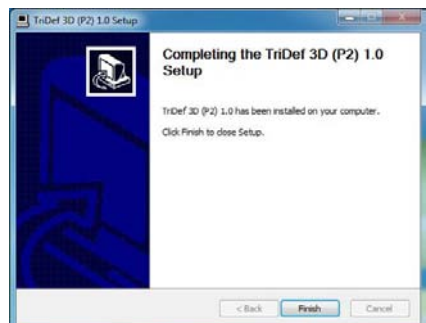 TriDef 3D (P2) 1.0 Setup
Completing the TriDef 3D (P2) 1.0
Setup
TriDef 3D (P2) 1.0 has been installed on your computer.
Click Finish to close Setup.
< Back Finish Cancel